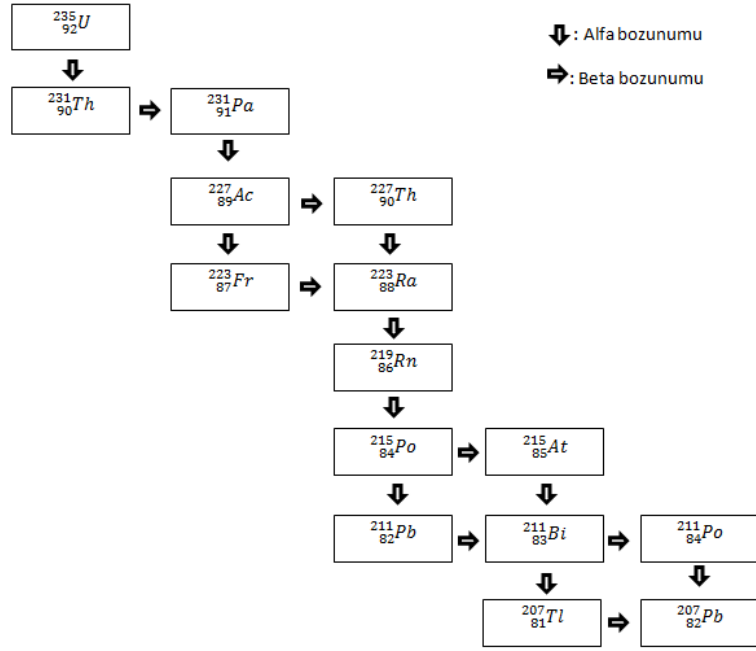 ²³⁵₉₂U
⇩: Alfa bozunumu
⇨: Beta bozunumu
²³¹₉₀Th ⇨ ²³¹₉₁Pa
²²⁷₈₉Ac ⇨ ²²⁷₉₀Th
²²³₈₇Fr ⇨ ²²³₈₈Ra
²¹⁹₈₆Rn
²¹⁵₈₄Po ⇨ ²¹⁵₈₅At
²¹¹₈₂Pb ⇨ ²¹¹₈₃Bi ⇨ ²¹¹₈₄Po
²⁰⁷₈₁Tl ⇨ ²⁰⁷₈₂Pb